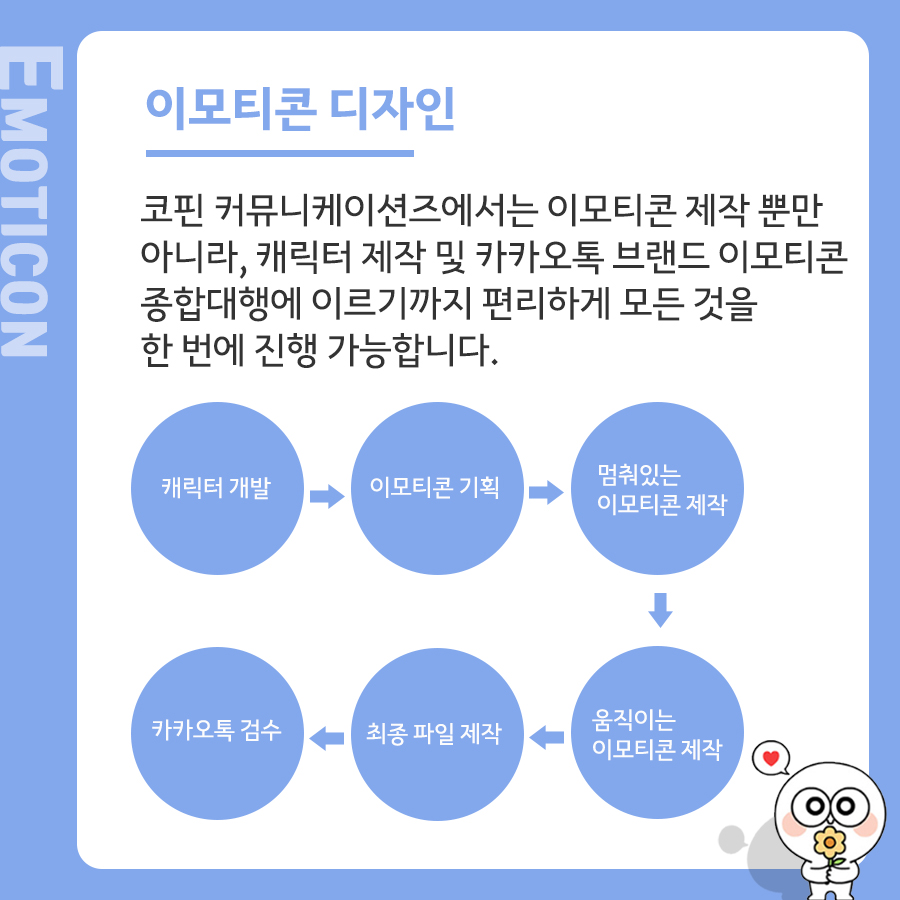 EMOTICON
이모티콘 디자인
코핀 커뮤니케이션즈에서는 이모티콘 제작 뿐만
아니라, 캐릭터 제작 및 카카오톡 브랜드 이모티콘
종합대행에 이르기까지 편리하게 모든 것을
한 번에 진행 가능합니다.
캐릭터 개발
이모티콘 기획
멈춰있는
이모티콘 제작
움직이는
이모티콘 제작
최종 파일 제작
카카오톡 검수